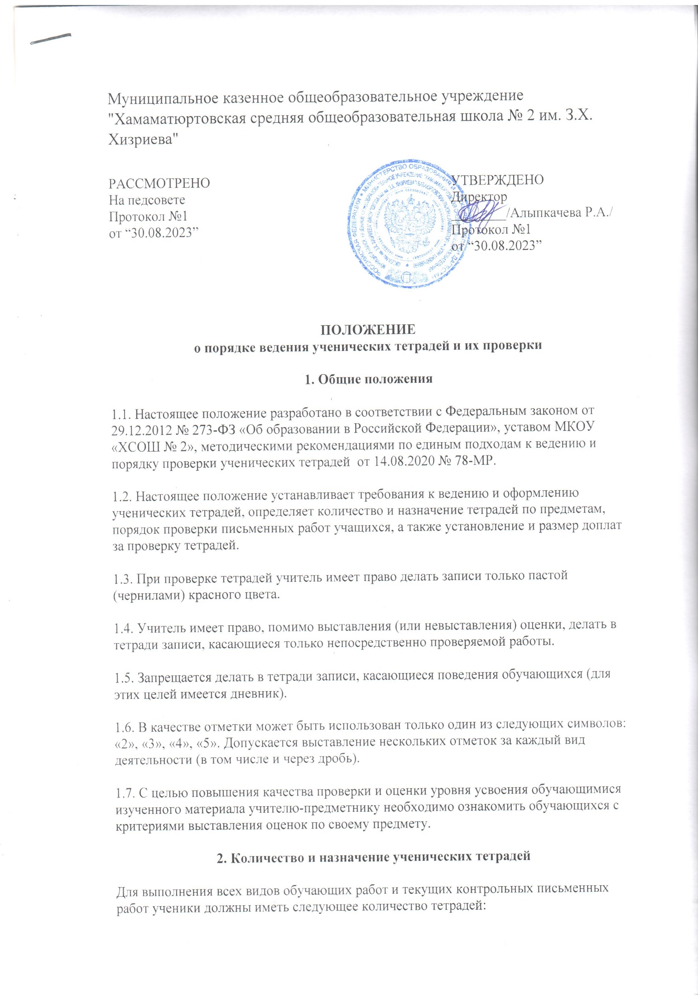 Муниципальное казенное общеобразовательное учреждение
"Хамаматюртовская средняя общеобразовательная школа № 2 им. З.Х.
Хизриева"
РАССМОТРЕНО
На педсовете
Протокол №1
от “30.08.2023”
УТВЕРЖДЕНО
Директор
________/Алыпкачева Р.А./
Протокол №1
от “30.08.2023”
РОССИЙСКАЯ ФЕДЕРАЦИЯ * МИНИСТЕРСТВО ОБРАЗОВАНИЯ И ДАГЕСТАН
ПОЛОЖЕНИЕ
о порядке ведения ученических тетрадей и их проверки
1. Общие положения
1.1. Настоящее положение разработано в соответствии с Федеральным законом от
29.12.2012 № 273-ФЗ «Об образовании в Российской Федерации», уставом МКОУ
«ХСОШ № 2», методическими рекомендациями по единым подходам к ведению и
порядку проверки ученических тетрадей от 14.08.2020 № 78-МР.
1.2. Настоящее положение устанавливает требования к ведению и оформлению
ученических тетрадей, определяет количество и назначение тетрадей по предметам,
порядок проверки письменных работ учащихся, а также установление и размер доплат
за проверку тетрадей.
1.3. При проверке тетрадей учитель имеет право делать записи только пастой
(чернилами) красного цвета.
1.4. Учитель имеет право, помимо выставления (или невыставления) оценки, делать в
тетради записи, касающиеся только непосредственно проверяемой работы.
1.5. Запрещается делать в тетради записи, касающиеся поведения обучающихся (для
этих целей имеется дневник).
1.6. В качестве отметки может быть использован только один из следующих символов:
«2», «3», «4», «5». Допускается выставление нескольких отметок за каждый вид
деятельности (в том числе и через дробь).
1.7. С целью повышения качества проверки и оценки уровня усвоения обучающимися
изученного материала учителю-предметнику необходимо ознакомить обучающихся с
критериями выставления оценок по своему предмету.
2. Количество и назначение ученических тетрадей
Для выполнения всех видов обучающих работ и текущих контрольных письменных
работ ученики должны иметь следующее количество тетрадей: